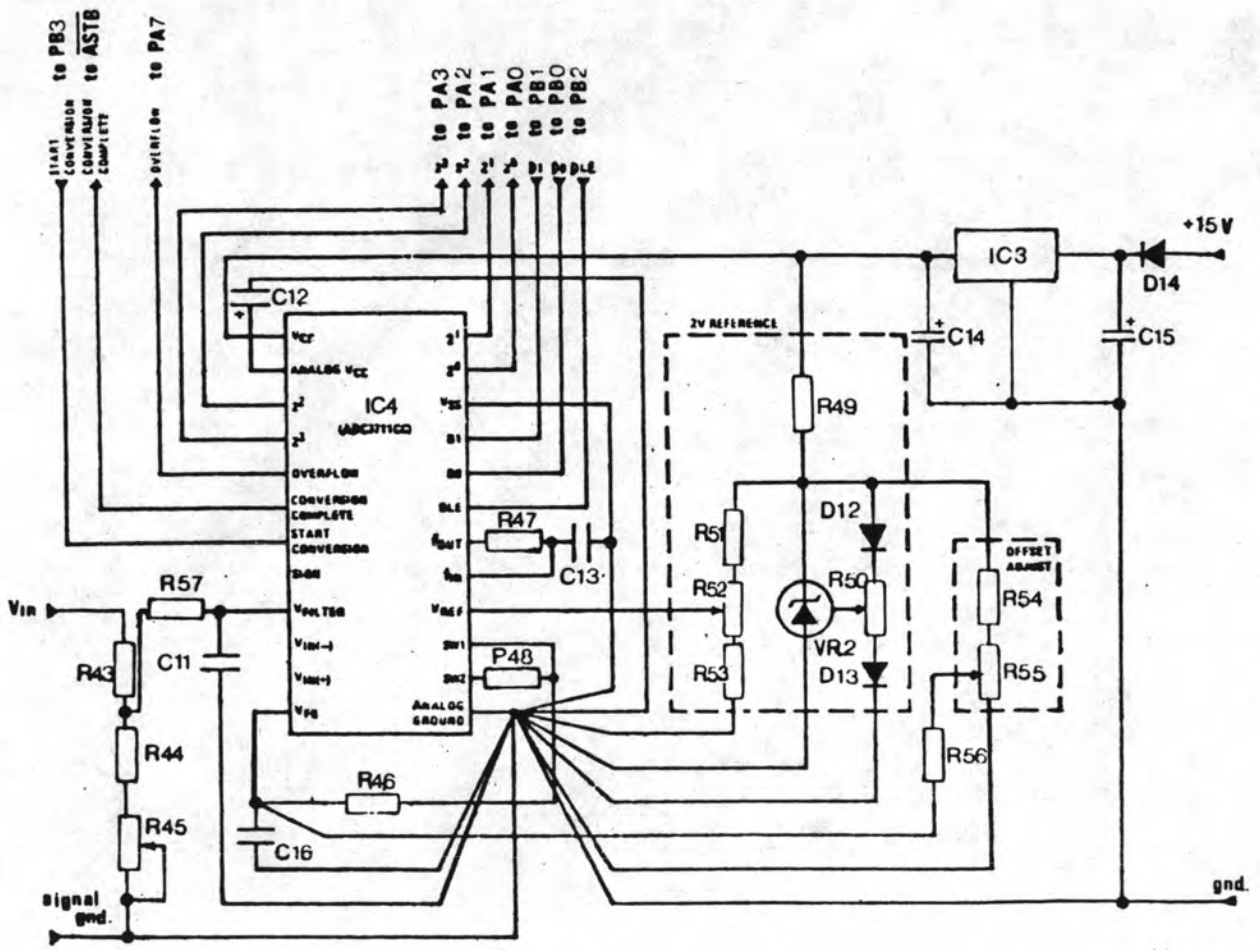 START CONVERSION to PB3
CONVERSION COMPLETE to ASTB
OVERFLOW to PA7
2³ to PA3
2² to PA2
2¹ to PA1
2⁰ to PA0
D1 to PB1
D0 to PB0
DLE to PB2
+15V
IC3
D14
C12
C14
C15
2V REFERENCE
VCC
ANALOG VCC
2²
2³
OVERFLOW
CONVERSION COMPLETE
START CONVERSION
SIGN
VFILTER
VIN(-)
VIN(+)
VFB
IC4
2¹
2⁰
VSS
D1
D0
DLE
fOUT
fIN
VREF
SW1
SW2
ANALOG GROUND
R49
R47
C13
R51
D12
R52
R50
R53
VR2
D13
OFFSET ADJUST
R54
R55
R56
VIN
R57
C11
R43
R44
R45
P48
R46
C16
signal gnd.
gnd.